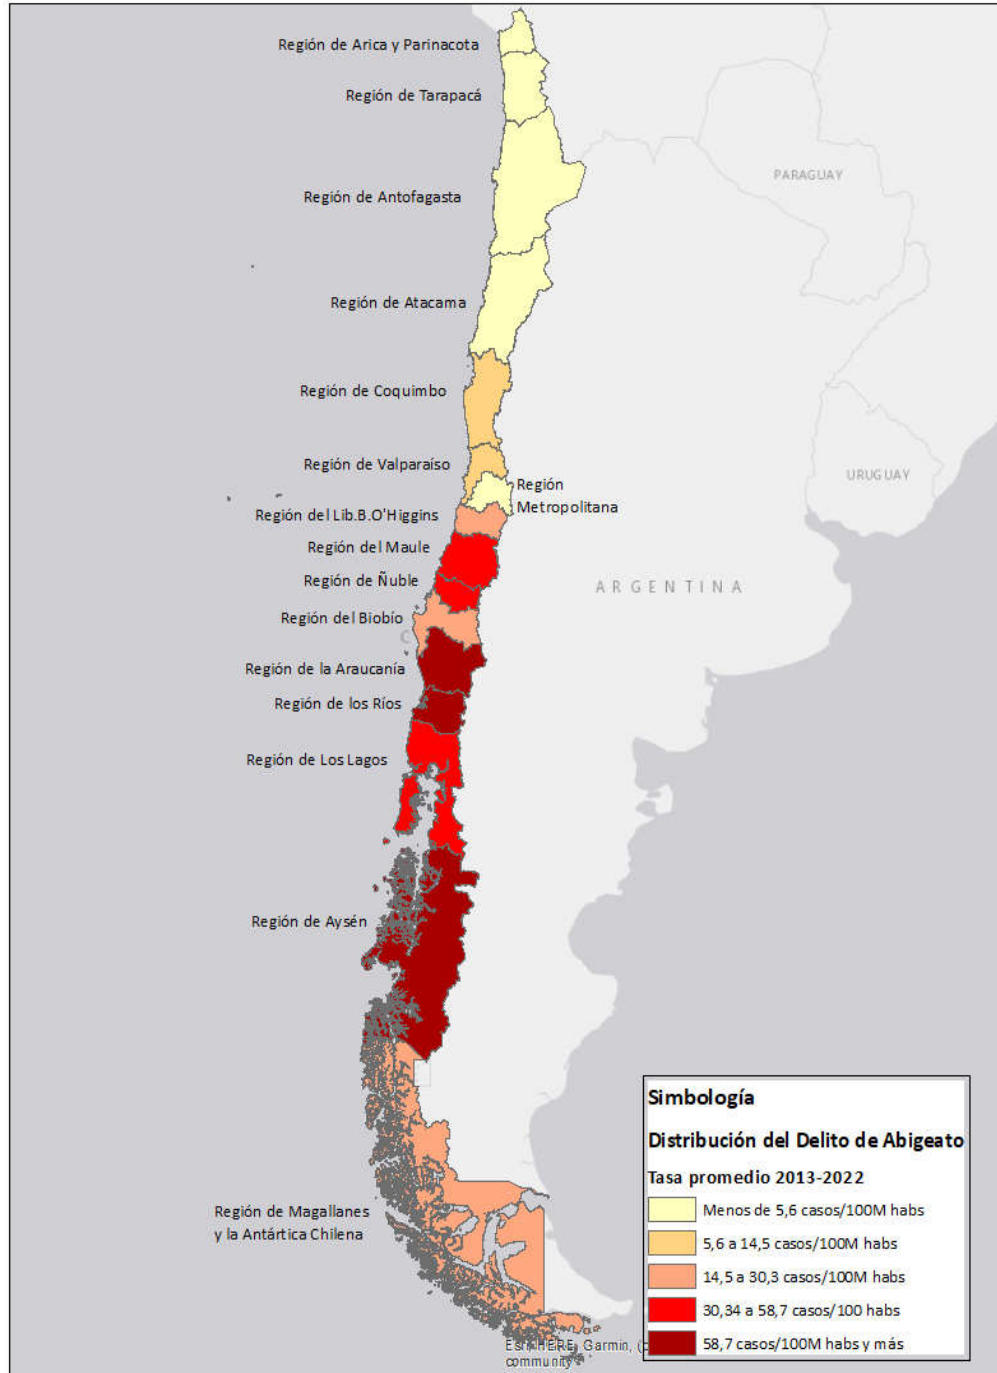 Región de Arica y Parinacota
Región de Tarapacá
PARAGUAY
Región de Antofagasta
Región de Atacama
Región de Coquimbo
Región de Valparaíso
URUGUAY
Región
Metropolitana
Región del Lib.B.O'Higgins
Región del Maule
Región de Ñuble
ARGENTINA
Región del Biobío
C
Región de la Araucanía
Región de los Ríos
Región de Los Lagos
Región de Aysén
Región de Magallanes
y la Antártica Chilena
Simbología
Distribución del Delito de Abigeato
Tasa promedio 2013-2022
Menos de 5,6 casos/100M habs
5,6 a 14,5 casos/100M habs
14,5 a 30,3 casos/100M habs
30,34 a 58,7 casos/100 habs
58,7 casos/100M habs y más
Esri, HERE, Garmin, (
community